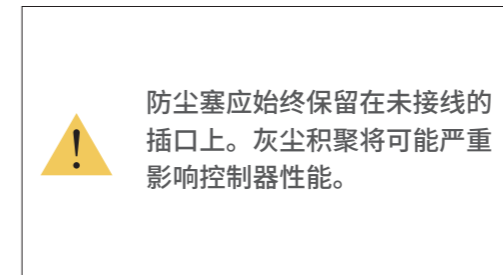 防尘塞应始终保留在未接线的
插口上。灰尘积聚将可能严重
影响控制器性能。